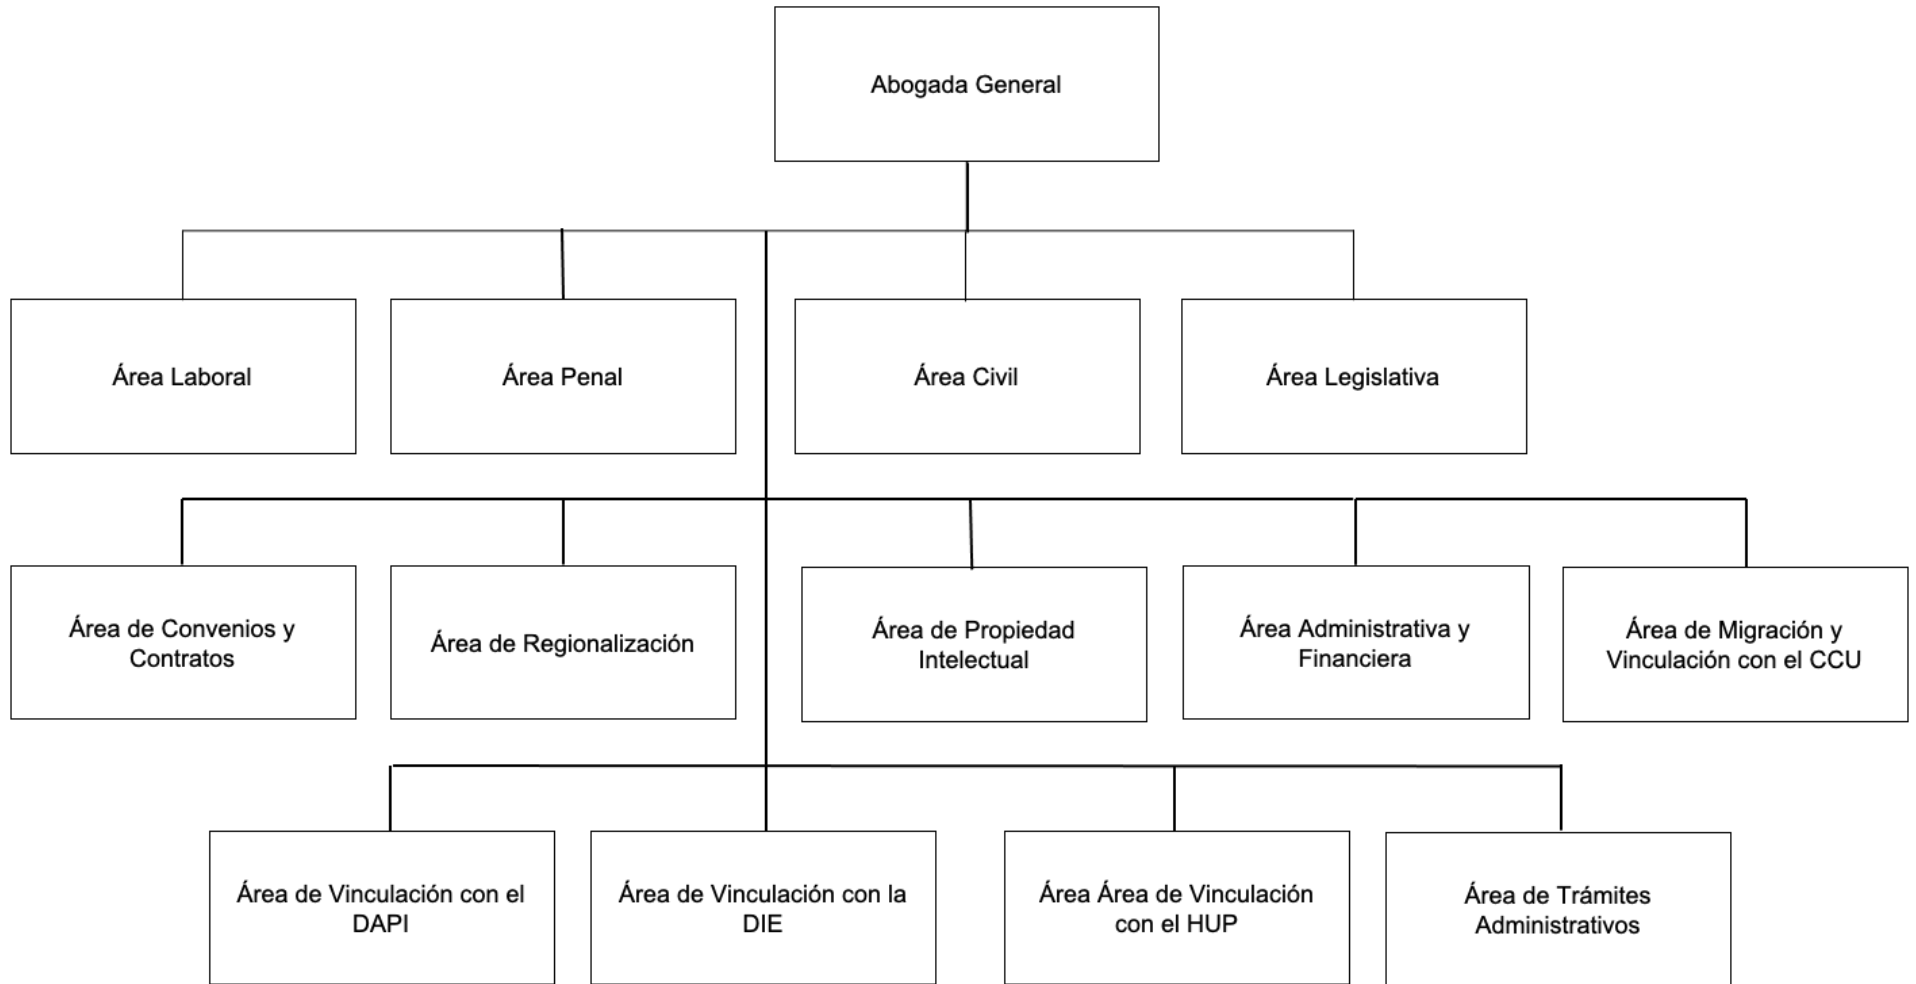 Abogada General
Área Laboral
Área Penal
Área Civil
Área Legislativa
Área de Convenios y
Contratos
Área de Regionalización
Área de Propiedad
Intelectual
Área Administrativa y
Financiera
Área de Migración y
Vinculación con el CCU
Área de Vinculación con el
DAPI
Área de Vinculación con la
DIE
Área Área de Vinculación
con el HUP
Área de Trámites
Administrativos